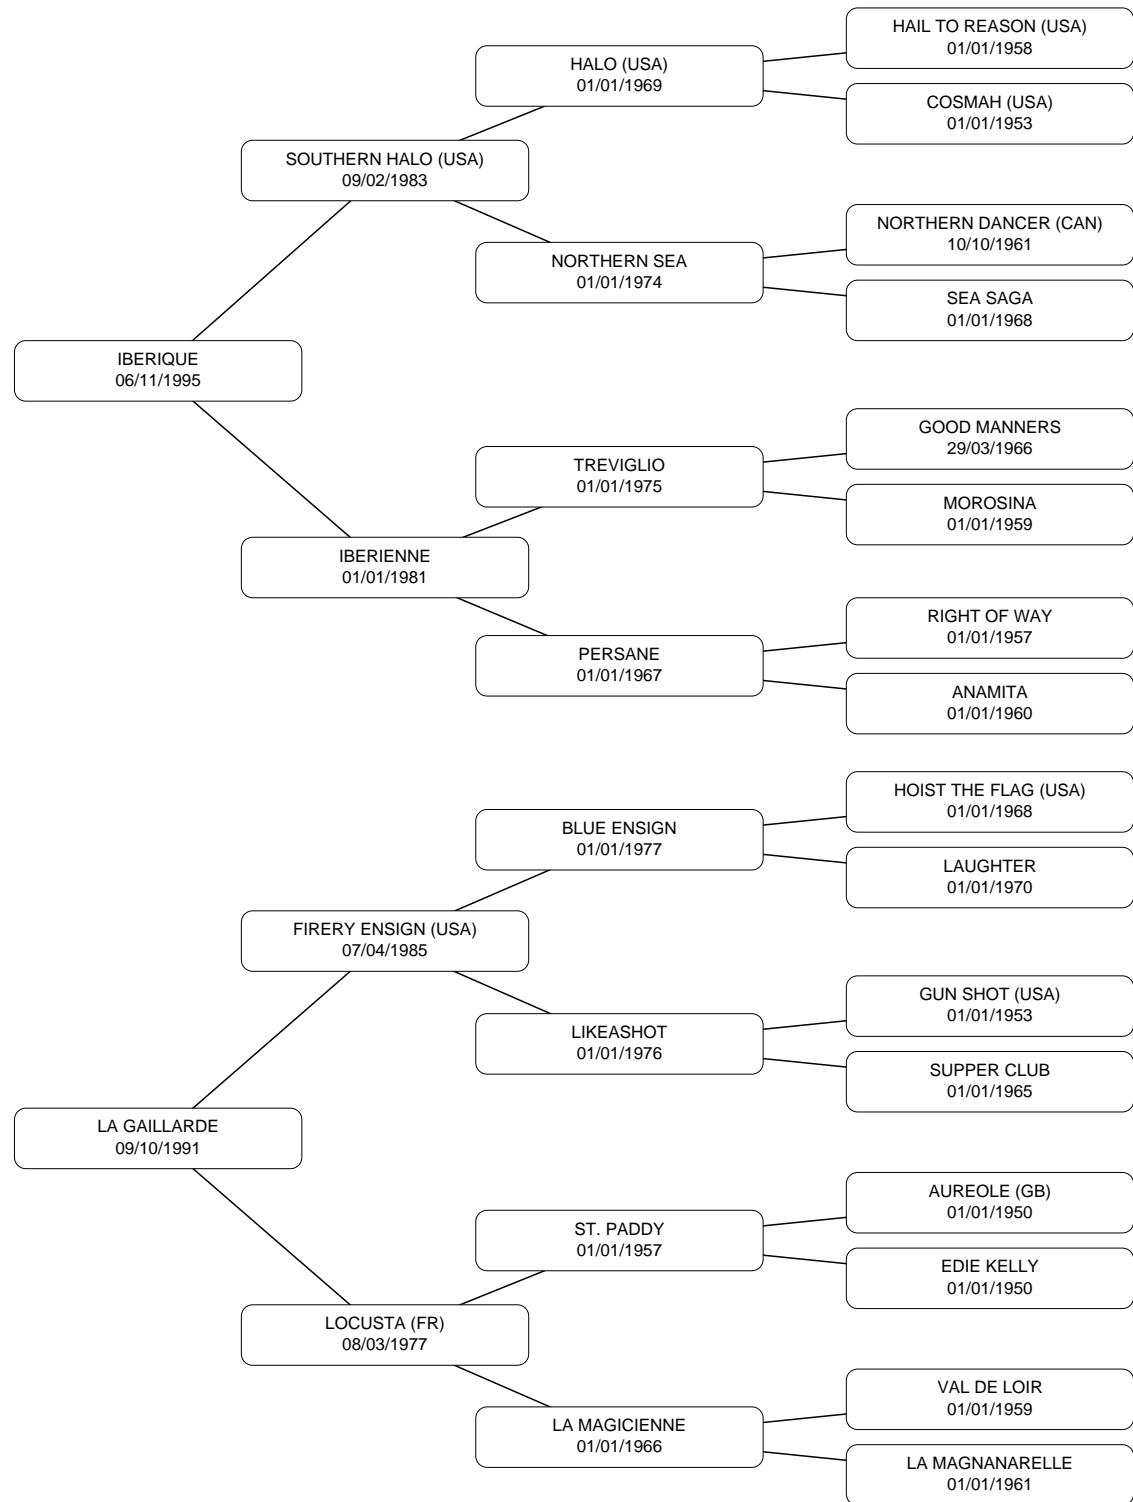 HAIL TO REASON (USA)
01/01/1958
HALO (USA)
01/01/1969
COSMAH (USA)
01/01/1953
SOUTHERN HALO (USA)
09/02/1983
NORTHERN DANCER (CAN)
10/10/1961
NORTHERN SEA
01/01/1974
SEA SAGA
01/01/1968
IBERIQUE
06/11/1995
GOOD MANNERS
29/03/1966
TREVIGLIO
01/01/1975
MOROSINA
01/01/1959
IBERIENNE
01/01/1981
RIGHT OF WAY
01/01/1957
PERSANE
01/01/1967
ANAMITA
01/01/1960
HOIST THE FLAG (USA)
01/01/1968
BLUE ENSIGN
01/01/1977
LAUGHTER
01/01/1970
FIRERY ENSIGN (USA)
07/04/1985
GUN SHOT (USA)
01/01/1953
LIKEASHOT
01/01/1976
SUPPER CLUB
01/01/1965
LA GAILLARDE
09/10/1991
AUREOLE (GB)
01/01/1950
ST. PADDY
01/01/1957
EDIE KELLY
01/01/1950
LOCUSTA (FR)
08/03/1977
VAL DE LOIR
01/01/1959
LA MAGICIENNE
01/01/1966
LA MAGNANARELLE
01/01/1961